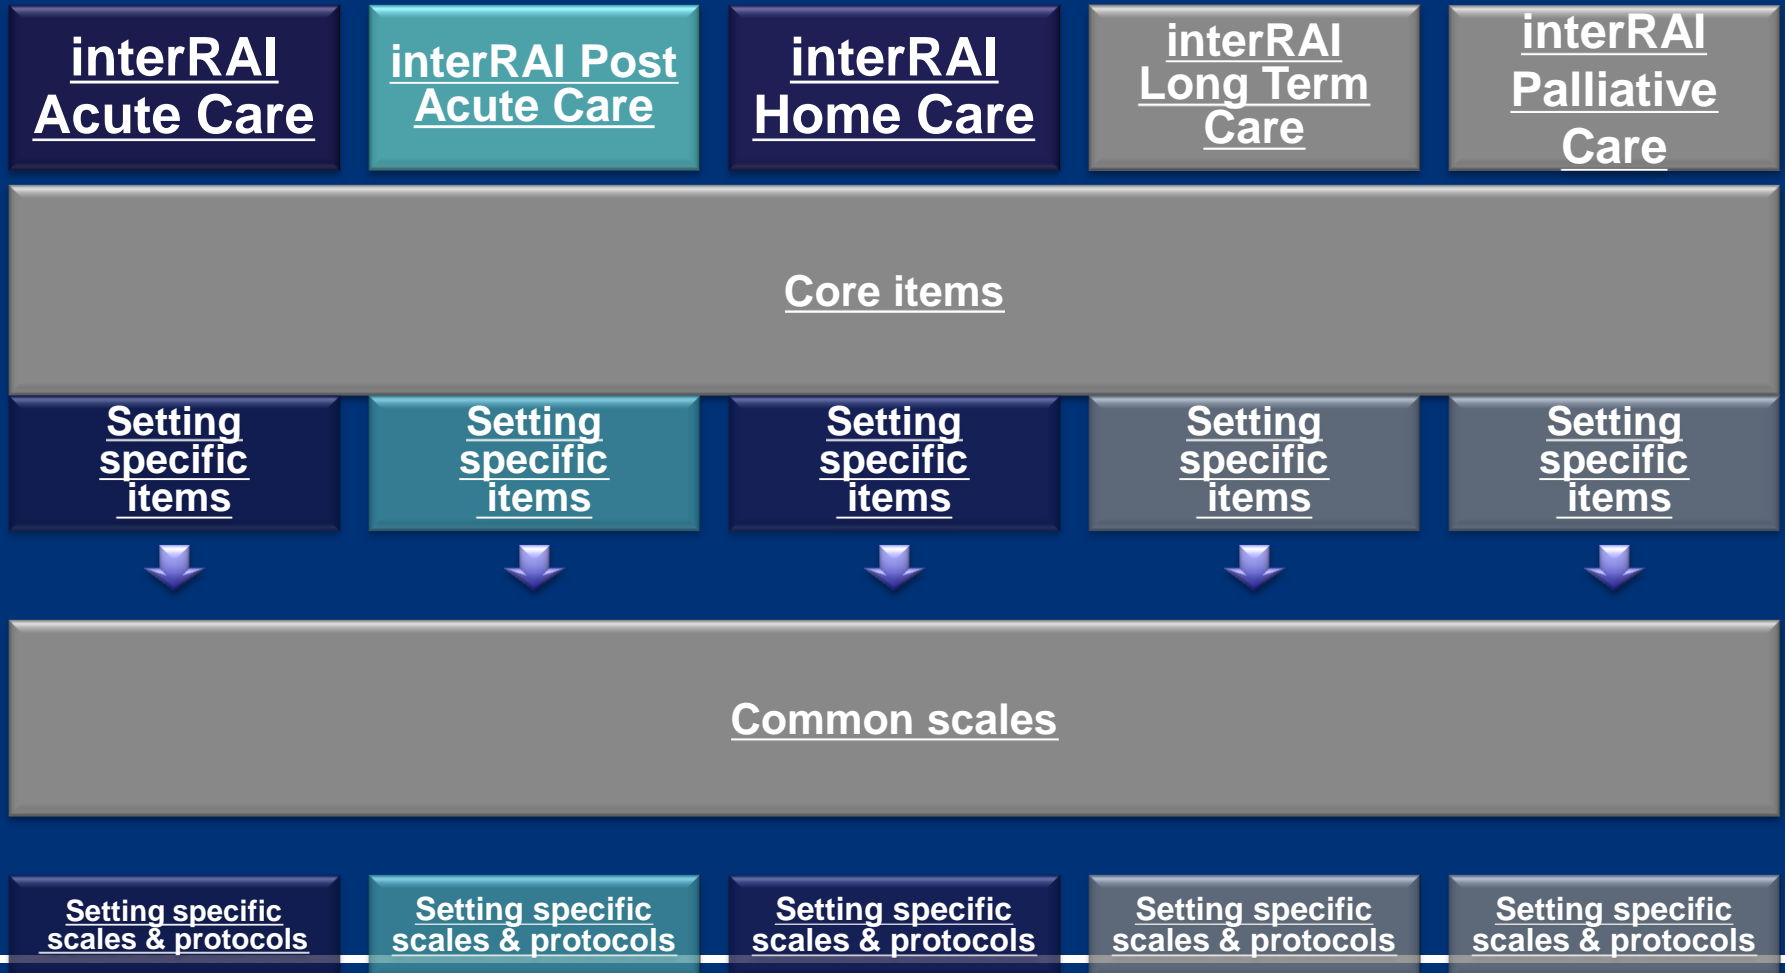 interRAI
Acute Care
interRAI Post
Acute Care
interRAI
Home Care
interRAI
Long Term
Care
interRAI
Palliative
Care
Core items
Setting
specific
items
Setting
specific
items
Setting
specific
items
Setting
specific
items
Setting
specific
items
Common scales
Setting specific
scales & protocols
Setting specific
scales & protocols
Setting specific
scales & protocols
Setting specific
scales & protocols
Setting specific
scales & protocols